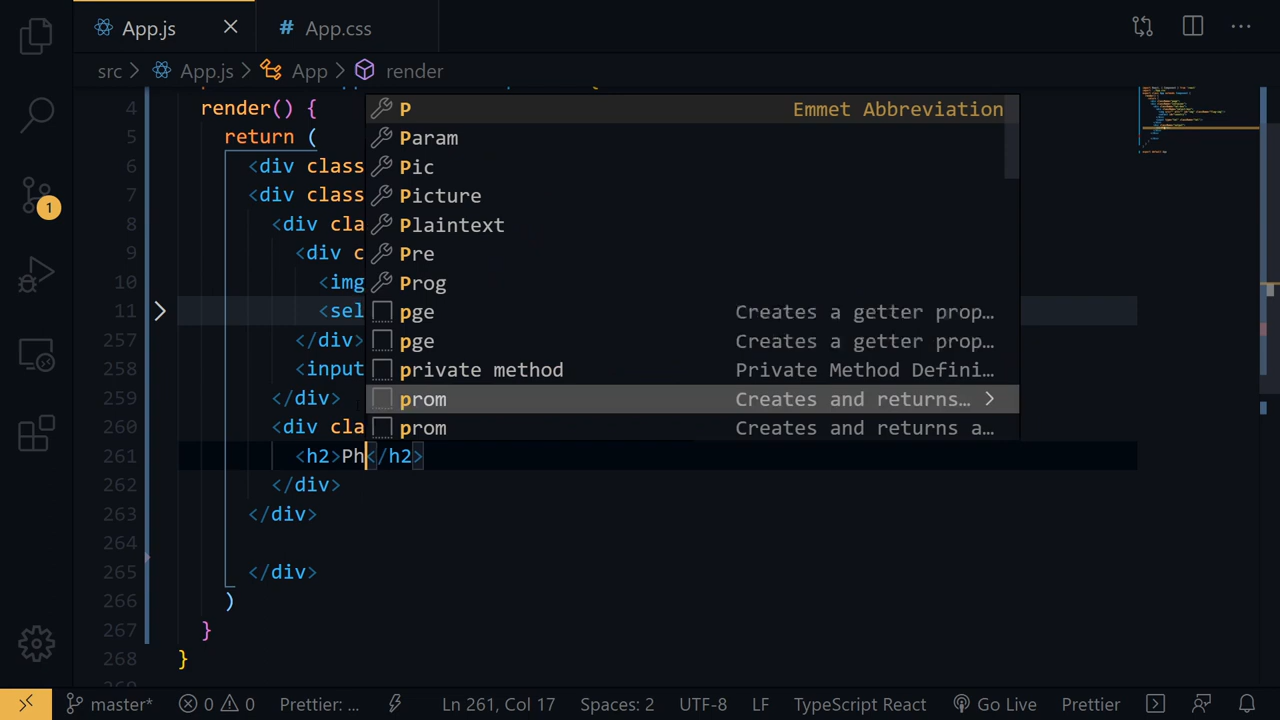 App.js
# App.css
src > App.js > App > render
4 render() {
5 return (
6 <div class
7 <div class
8 <div cla
9 <div c
10 <img
11 <sel
257 </div>
258 <input
259 </div>
260 <div cla
261 <h2>Ph</h2>
262 </div>
263 </div>
264
265 </div>
266 )
267 }
268 }
P Emmet Abbreviation
Param
Pic
Picture
Plaintext
Pre
Prog
pge Creates a getter prop…
pge Creates a getter prop…
private method Private Method Defini…
prom Creates and returns…
prom Creates and returns a…
1
master* 0 0 Prettier: ... Ln 261, Col 17 Spaces: 2 UTF-8 LF TypeScript React Go Live Prettier